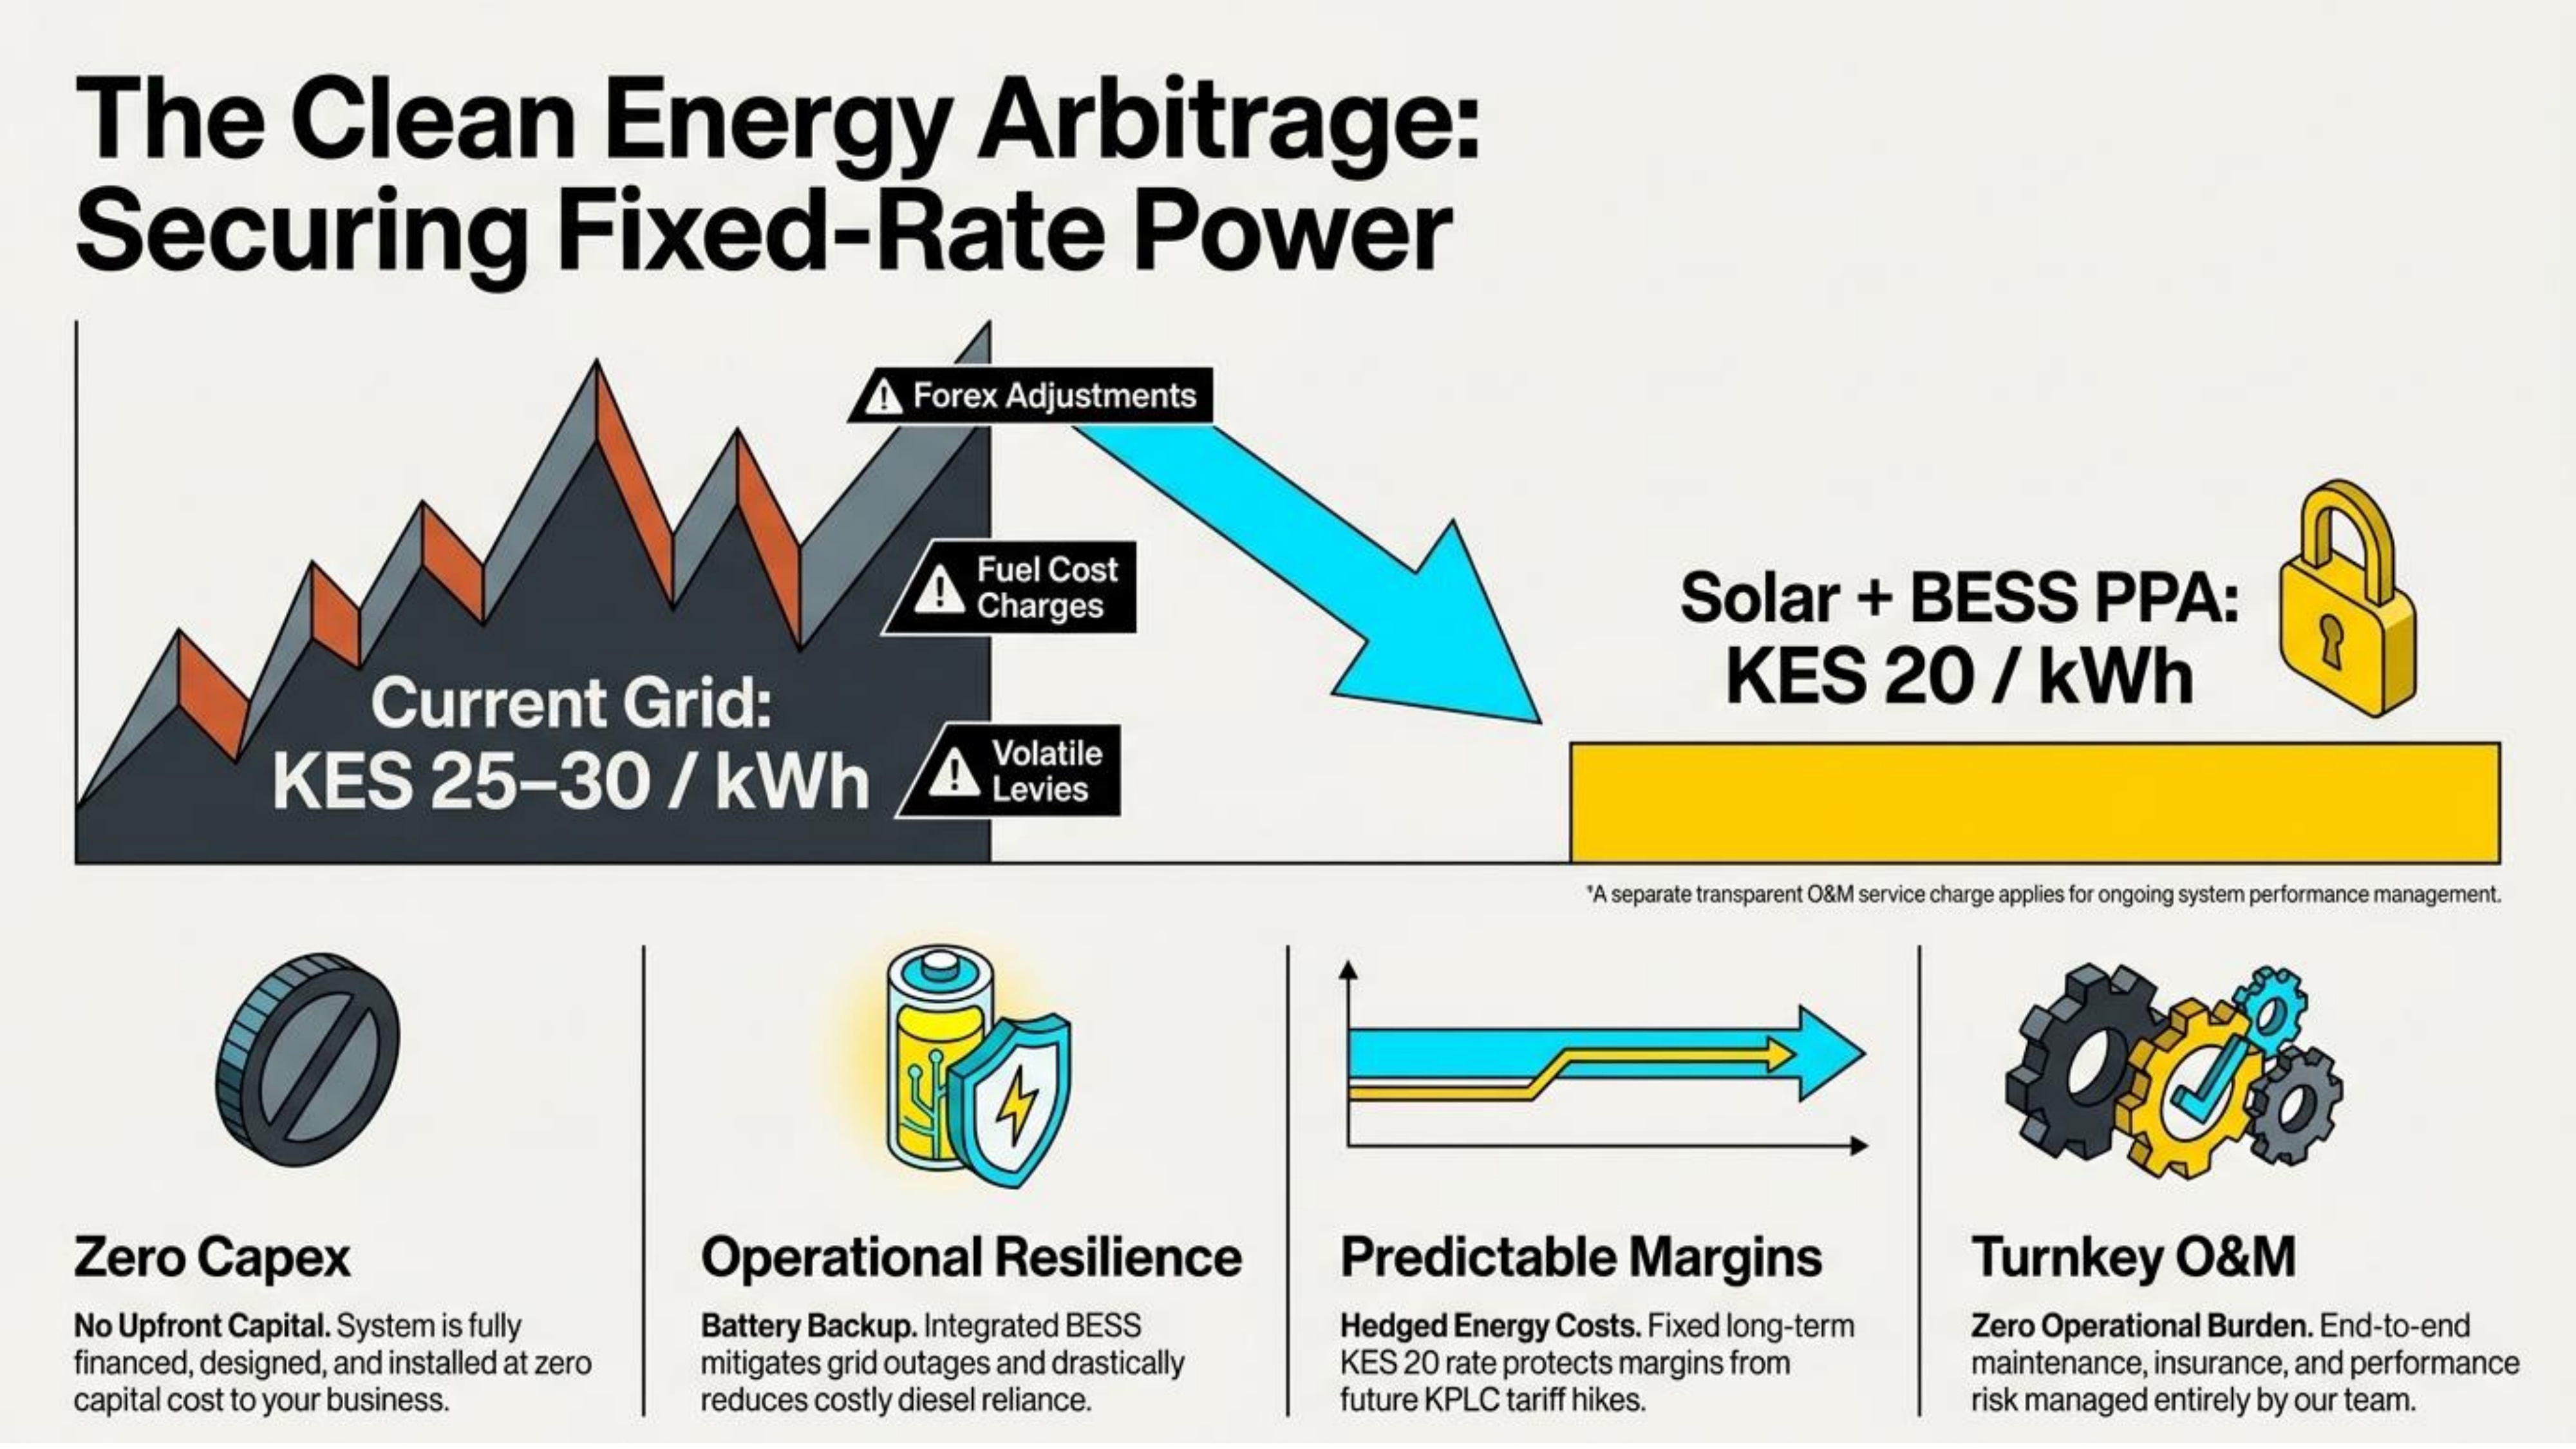 The Clean Energy Arbitrage:
Securing Fixed-Rate Power
Forex Adjustments
Fuel Cost
Charges
Volatile
Levies
Current Grid:
KES 25–30 / kWh
Solar + BESS PPA:
KES 20 / kWh
*A separate transparent O&M service charge applies for ongoing system performance management.
Zero Capex
No Upfront Capital. System is fully
financed, designed, and installed at zero
capital cost to your business.
Operational Resilience
Battery Backup. Integrated BESS
mitigates grid outages and drastically
reduces costly diesel reliance.
Predictable Margins
Hedged Energy Costs. Fixed long-term
KES 20 rate protects margins from
future KPLC tariff hikes.
Turnkey O&M
Zero Operational Burden. End-to-end
maintenance, insurance, and performance
risk managed entirely by our team.